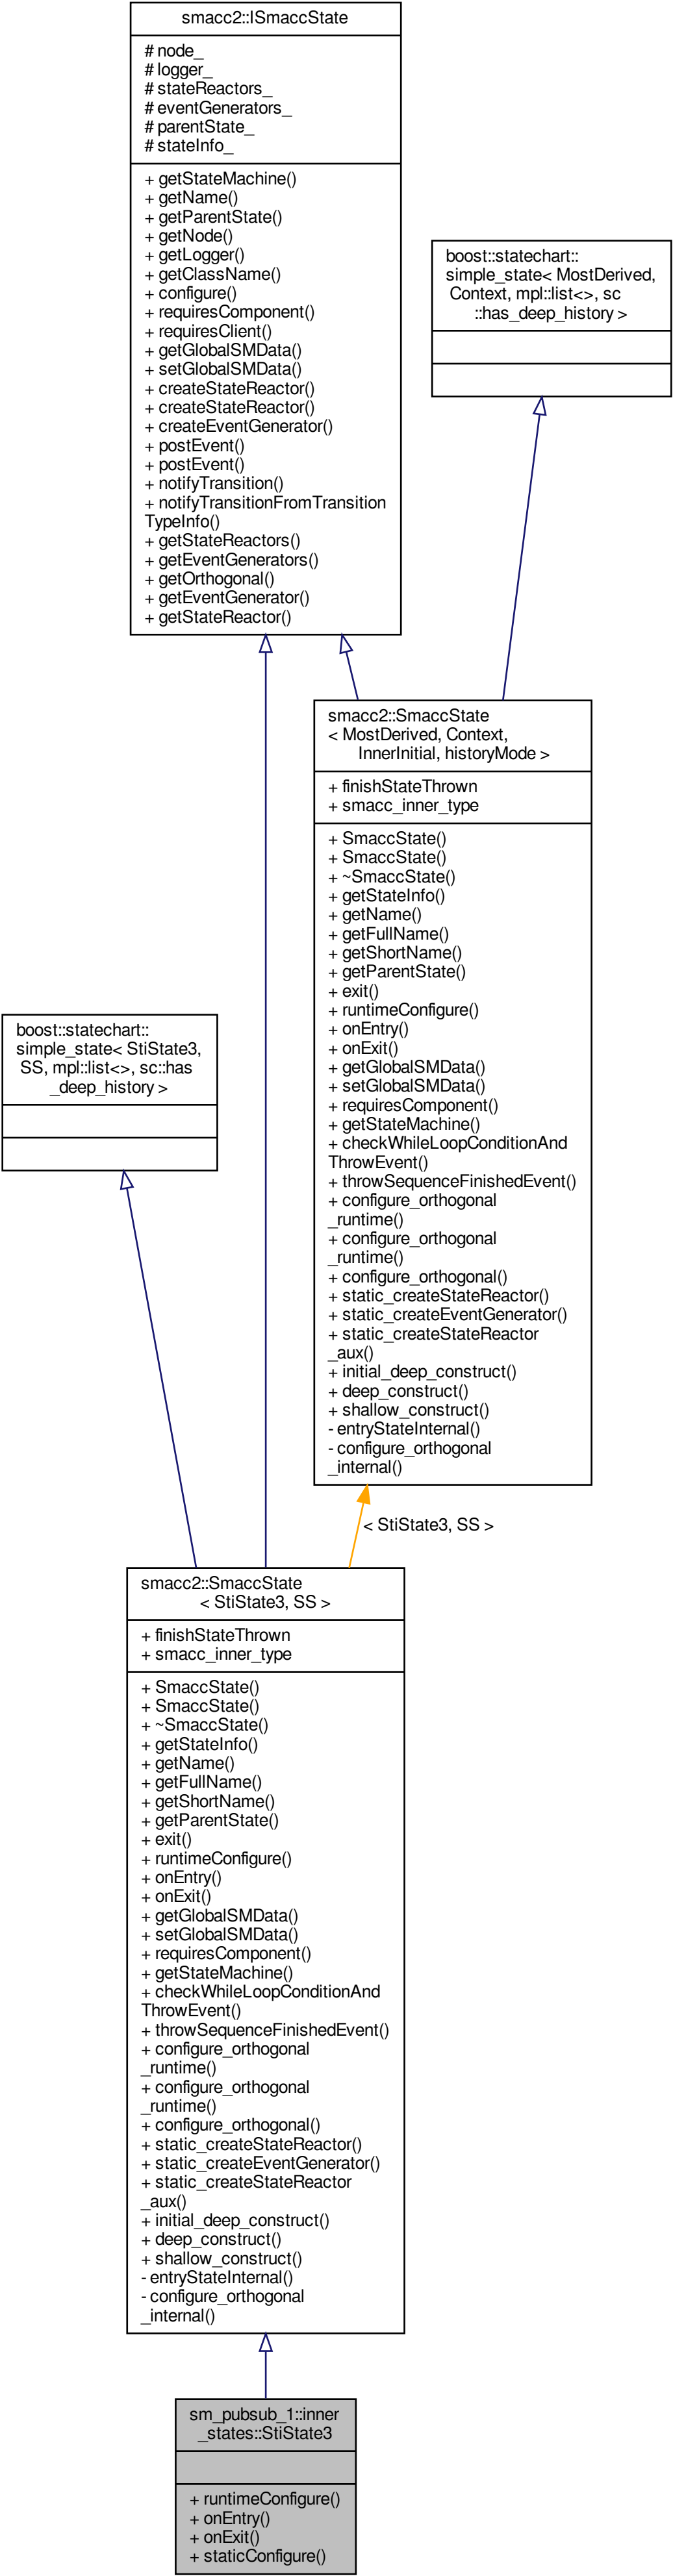 smacc2::ISmaccState
# node_
# logger_
# stateReactors_
# eventGenerators_
# parentState_
# stateInfo_
+ getStateMachine()
+ getName()
+ getParentState()
+ getNode()
+ getLogger()
+ getClassName()
+ configure()
+ requiresComponent()
+ requiresClient()
+ getGlobalSMData()
+ setGlobalSMData()
+ createStateReactor()
+ createStateReactor()
+ createEventGenerator()
+ postEvent()
+ postEvent()
+ notifyTransition()
+ notifyTransitionFromTransition
TypeInfo()
+ getStateReactors()
+ getEventGenerators()
+ getOrthogonal()
+ getEventGenerator()
+ getStateReactor()
boost::statechart::
simple_state< MostDerived,
Context, mpl::list<>, sc
::has_deep_history >
smacc2::SmaccState
< MostDerived, Context,
InnerInitial, historyMode >
+ finishStateThrown
+ smacc_inner_type
+ SmaccState()
+ SmaccState()
+ ~SmaccState()
+ getStateInfo()
+ getName()
+ getFullName()
+ getShortName()
+ getParentState()
+ exit()
+ runtimeConfigure()
+ onEntry()
+ onExit()
+ getGlobalSMData()
+ setGlobalSMData()
+ requiresComponent()
+ getStateMachine()
+ checkWhileLoopConditionAnd
ThrowEvent()
+ throwSequenceFinishedEvent()
+ configure_orthogonal
_runtime()
+ configure_orthogonal
_runtime()
+ configure_orthogonal()
+ static_createStateReactor()
+ static_createEventGenerator()
+ static_createStateReactor
_aux()
+ initial_deep_construct()
+ deep_construct()
+ shallow_construct()
- entryStateInternal()
- configure_orthogonal
_internal()
boost::statechart::
simple_state< StiState3,
SS, mpl::list<>, sc::has
_deep_history >
< StiState3, SS >
smacc2::SmaccState
< StiState3, SS >
+ finishStateThrown
+ smacc_inner_type
+ SmaccState()
+ SmaccState()
+ ~SmaccState()
+ getStateInfo()
+ getName()
+ getFullName()
+ getShortName()
+ getParentState()
+ exit()
+ runtimeConfigure()
+ onEntry()
+ onExit()
+ getGlobalSMData()
+ setGlobalSMData()
+ requiresComponent()
+ getStateMachine()
+ checkWhileLoopConditionAnd
ThrowEvent()
+ throwSequenceFinishedEvent()
+ configure_orthogonal
_runtime()
+ configure_orthogonal
_runtime()
+ configure_orthogonal()
+ static_createStateReactor()
+ static_createEventGenerator()
+ static_createStateReactor
_aux()
+ initial_deep_construct()
+ deep_construct()
+ shallow_construct()
- entryStateInternal()
- configure_orthogonal
_internal()
sm_pubsub_1::inner
_states::StiState3
+ runtimeConfigure()
+ onEntry()
+ onExit()
+ staticConfigure()